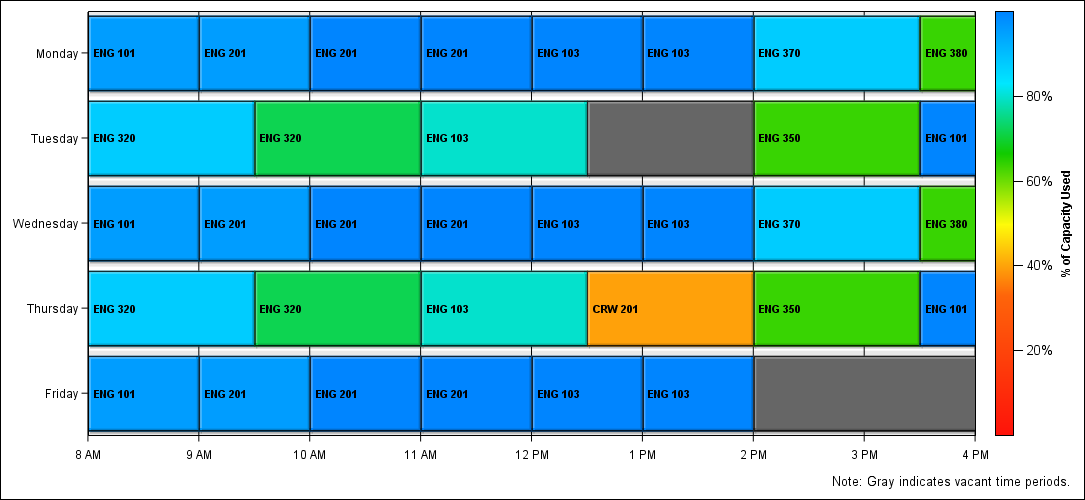 Monday ENG 101 ENG 201 ENG 201 ENG 201 ENG 103 ENG 103 ENG 370 ENG 380
Tuesday ENG 320 ENG 320 ENG 103 ENG 350 ENG 101
Wednesday ENG 101 ENG 201 ENG 201 ENG 201 ENG 103 ENG 103 ENG 370 ENG 380
Thursday ENG 320 ENG 320 ENG 103 CRW 201 ENG 350 ENG 101
Friday ENG 101 ENG 201 ENG 201 ENG 201 ENG 103 ENG 103
8 AM 9 AM 10 AM 11 AM 12 PM 1 PM 2 PM 3 PM 4 PM
80%
60%
40%
20%
% of Capacity Used
Note: Gray indicates vacant time periods.